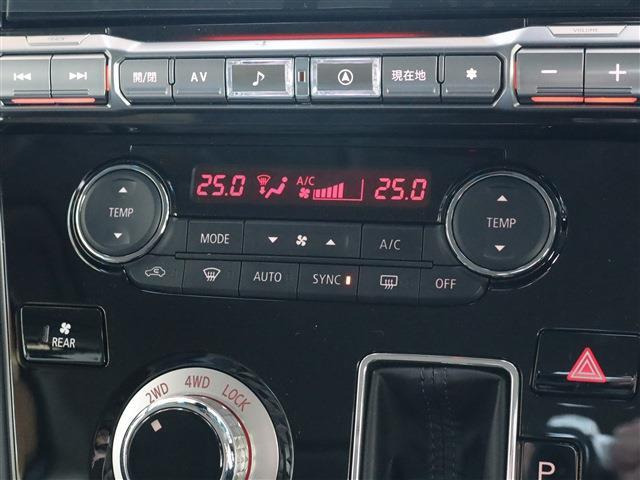 VOLUME
開/閉 AV 現在地 − +
25.0 A/C 25.0
TEMP TEMP
MODE A/C
AUTO SYNC OFF
REAR
2WD 4WD LOCK
P